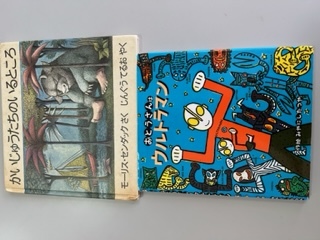 かいじゅうたちのいるところ
モーリス・センダック さく じんぐうてるお やく
おとうさんは
ウルトラマン